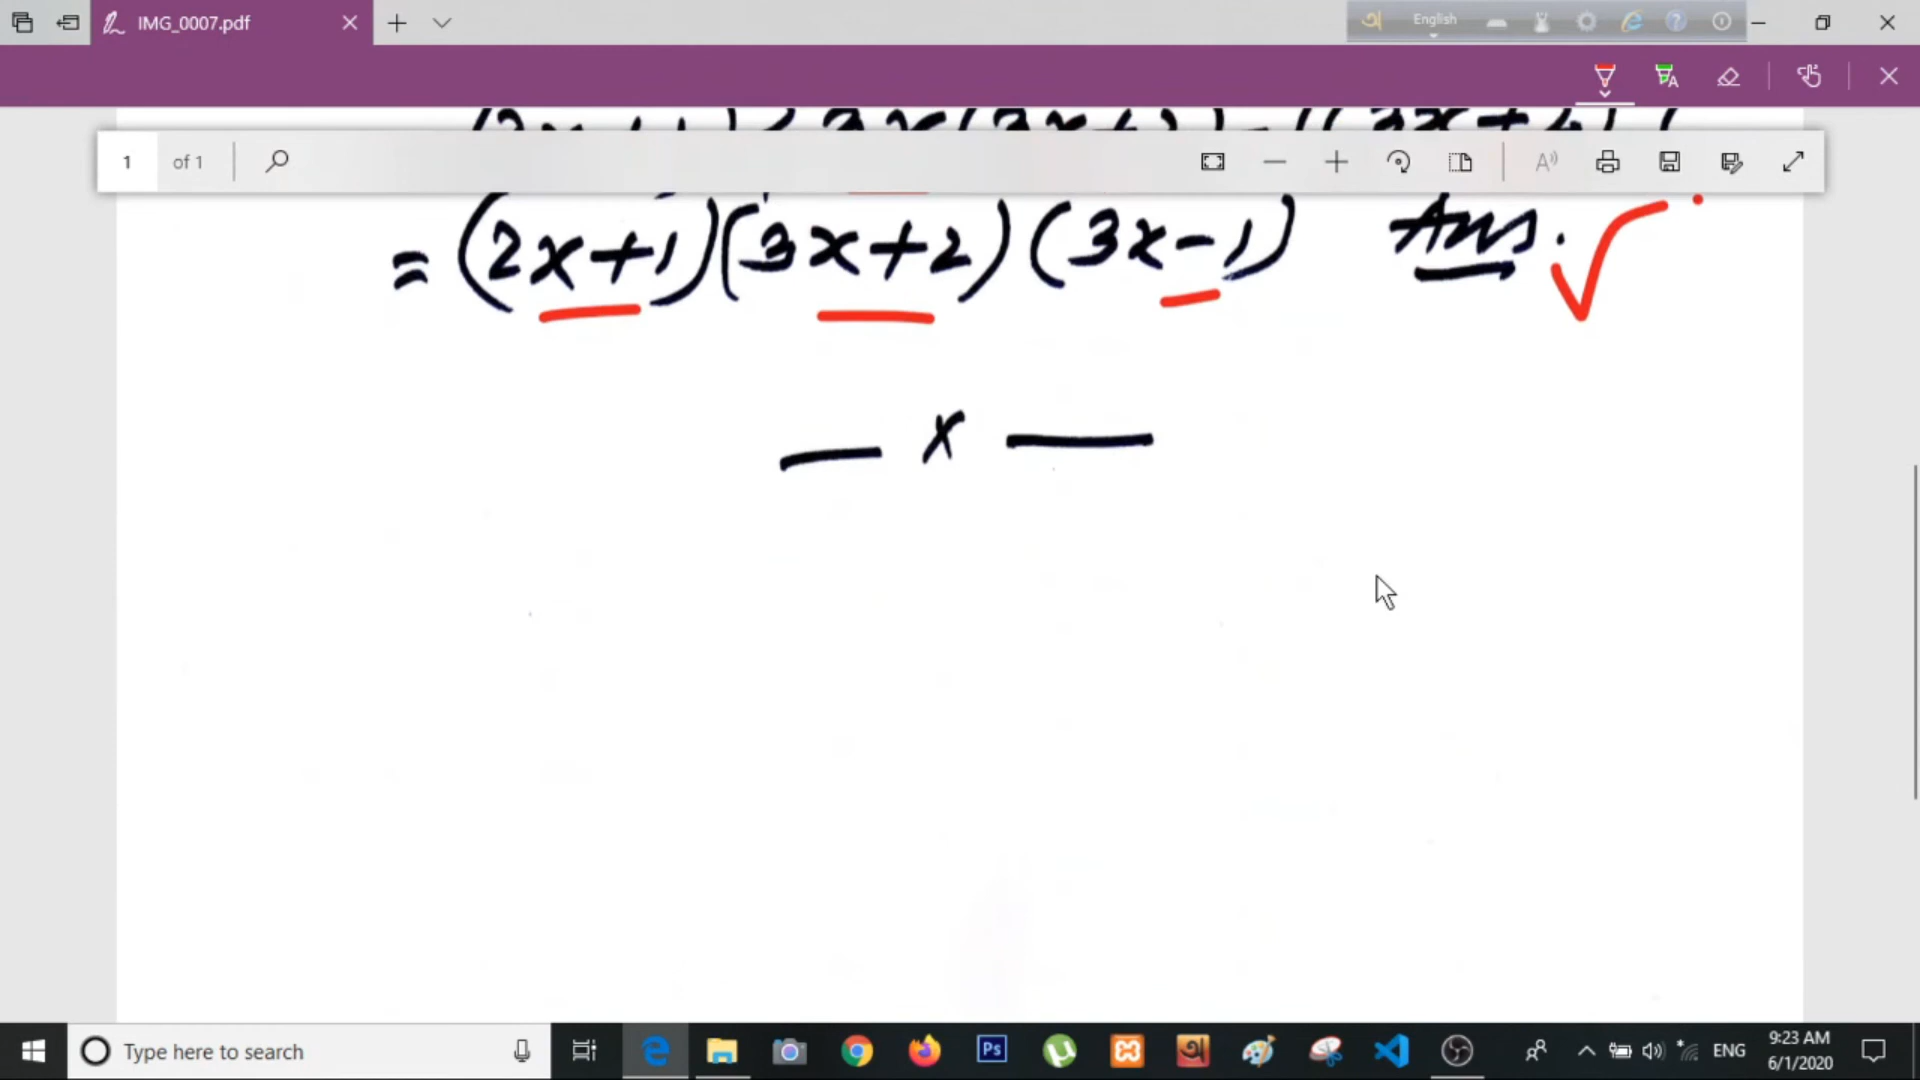 IMG_0007.pdf
English
1 of 1
= (2x+1)(3x+2)(3x-1) Ans.
— x —
Type here to search
Ps
ENG
9:23 AM
6/1/2020